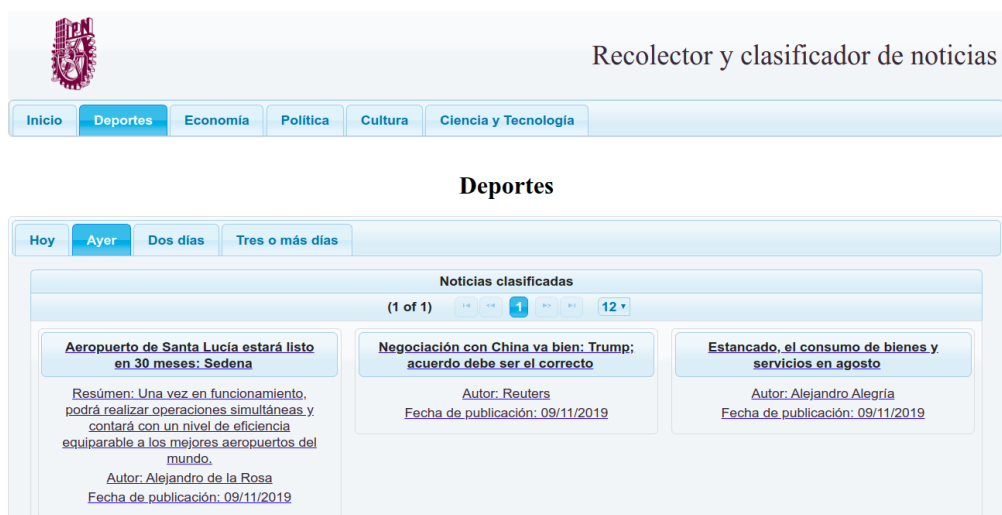 IPN
Recolector y clasificador de noticias
Inicio Deportes Economía Política Cultura Ciencia y Tecnología
Deportes
Hoy Ayer Dos días Tres o más días
Noticias clasificadas
(1 of 1) 1 12
Aeropuerto de Santa Lucía estará listo
en 30 meses: Sedena
Resúmen: Una vez en funcionamiento,
podrá realizar operaciones simultáneas y
contará con un nivel de eficiencia
equiparable a los mejores aeropuertos del
mundo.
Autor: Alejandro de la Rosa
Fecha de publicación: 09/11/2019
Negociación con China va bien: Trump;
acuerdo debe ser el correcto
Autor: Reuters
Fecha de publicación: 09/11/2019
Estancado, el consumo de bienes y
servicios en agosto
Autor: Alejandro Alegría
Fecha de publicación: 09/11/2019